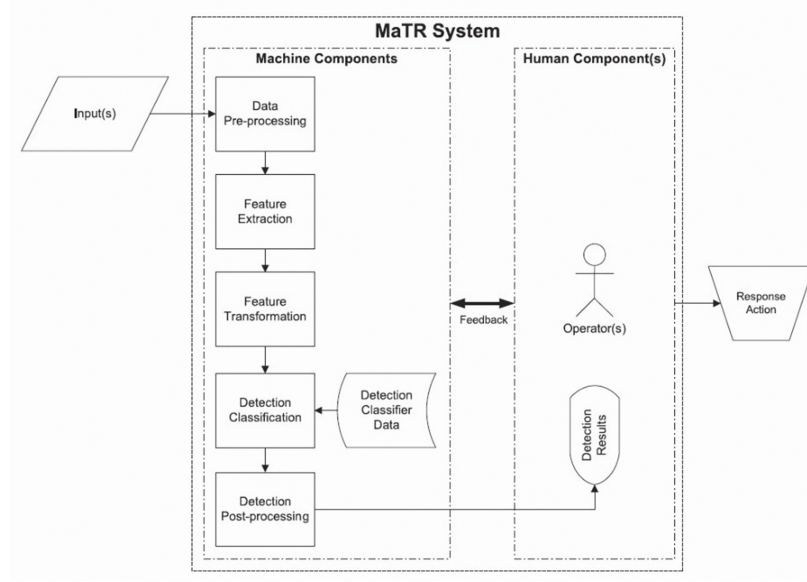 MaTR System
Machine Components
Human Component(s)
Input(s)
Data
Pre-processing
Feature
Extraction
Feature
Transformation
Detection
Classification
Detection
Classifier
Data
Detection
Post-processing
Feedback
Operator(s)
Detection
Results
Response
Action